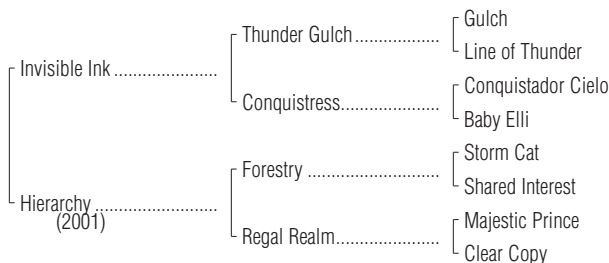 Gulch
Thunder Gulch....................
Line of Thunder
Invisible Ink .......................
Conquistador Cielo
Conquistress.......................
Baby Elli
Storm Cat
Forestry ..............................
Shared Interest
Hierarchy ............................
(2001)
Majestic Prince
Regal Realm........................
Clear Copy